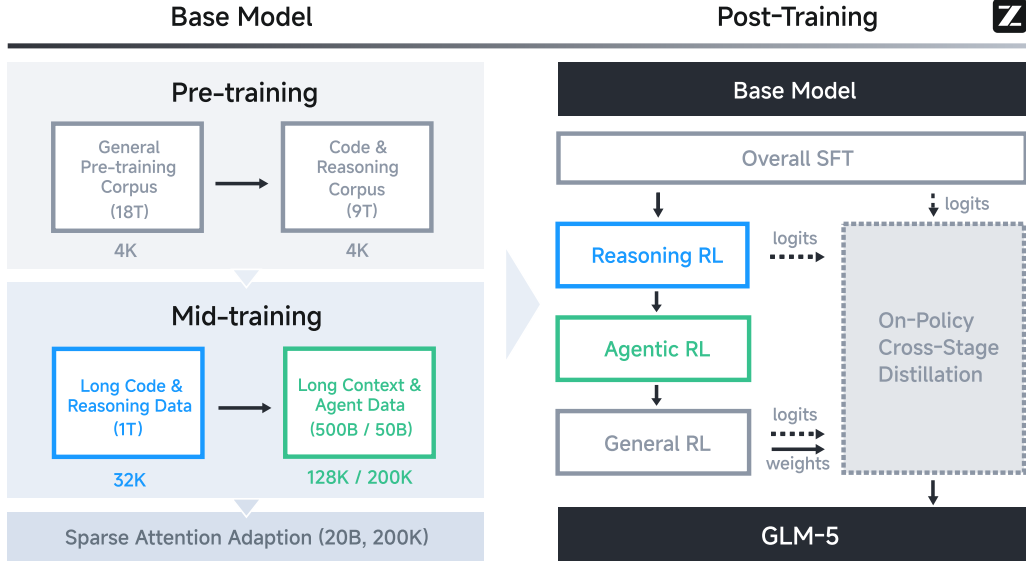 Base Model
Pre-training
General
Pre-training
Corpus
(18T)
4K
Code &
Reasoning
Corpus
(9T)
4K
Mid-training
Long Code &
Reasoning Data
(1T)
32K
Long Context &
Agent Data
(500B / 50B)
128K / 200K
Sparse Attention Adaption (20B, 200K)
Post-Training
Z
Base Model
Overall SFT
logits
Reasoning RL
logits
Agentic RL
On-Policy
Cross-Stage
Distillation
General RL
logits
weights
GLM-5